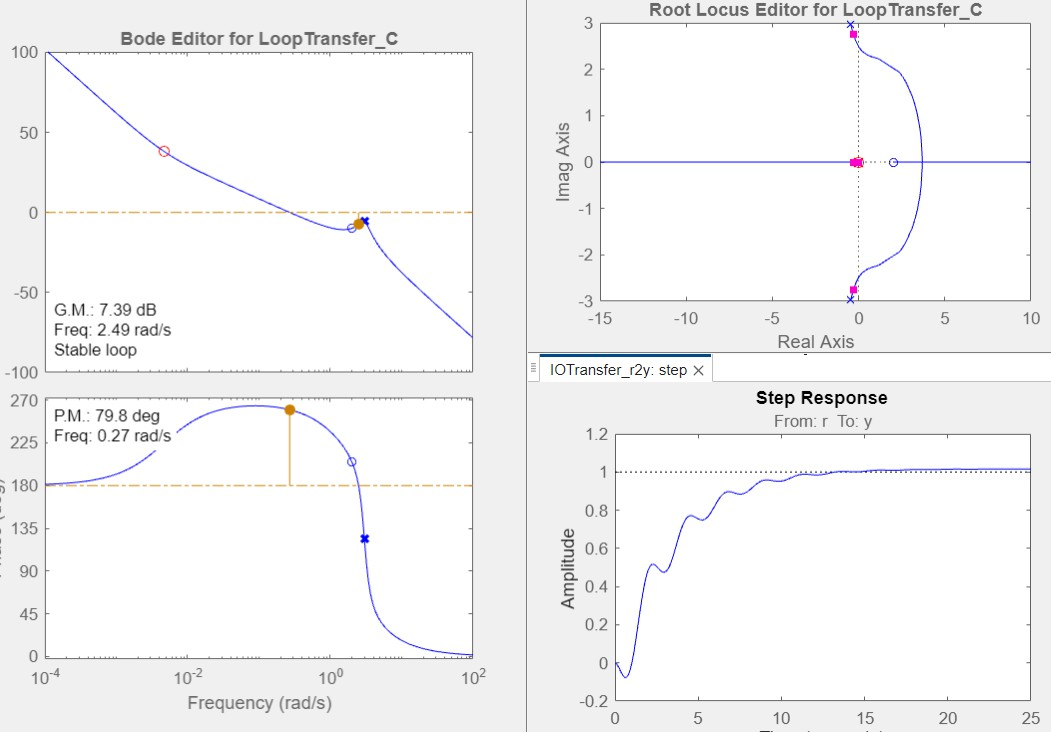 Bode Editor for LoopTransfer_C
100
50
0
-50
-100
G.M.: 7.39 dB
Freq: 2.49 rad/s
Stable loop
270
225
180
135
90
45
0
P.M.: 79.8 deg
Freq: 0.27 rad/s
10-4
10-2
100
102
Frequency (rad/s)
Root Locus Editor for LoopTransfer_C
3
2
1
0
-1
-2
-3
Imag Axis
-15 -10 -5 0 5 10
Real Axis
IOTransfer_r2y: step
Step Response
From: r To: y
1.2
1
0.8
0.6
0.4
0.2
0
-0.2
Amplitude
0 5 10 15 20 25